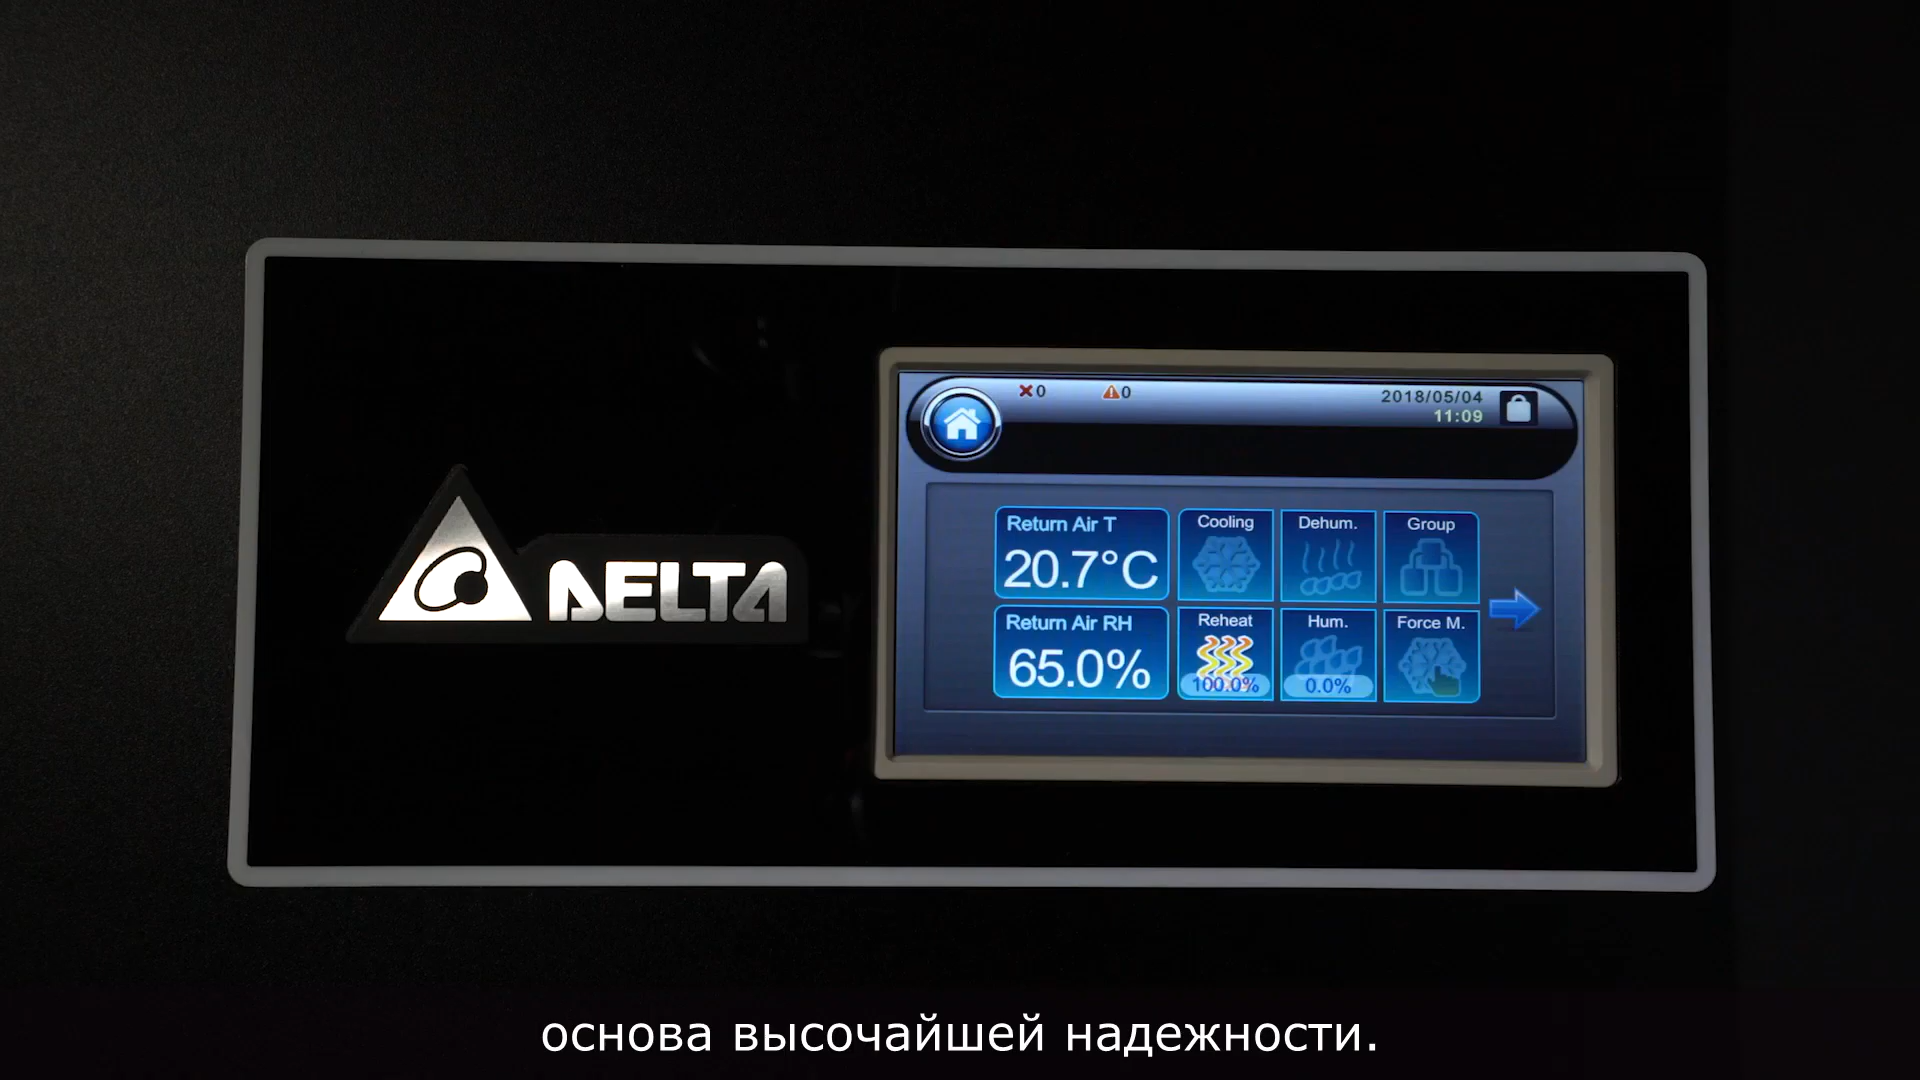 0
0
2018/05/04
11:09
DELTA
Return Air T
20.7°C
Cooling
Dehum.
Group
Return Air RH
65.0%
Reheat
100.0%
Hum.
0.0%
Force M.
основа высочайшей надежности.